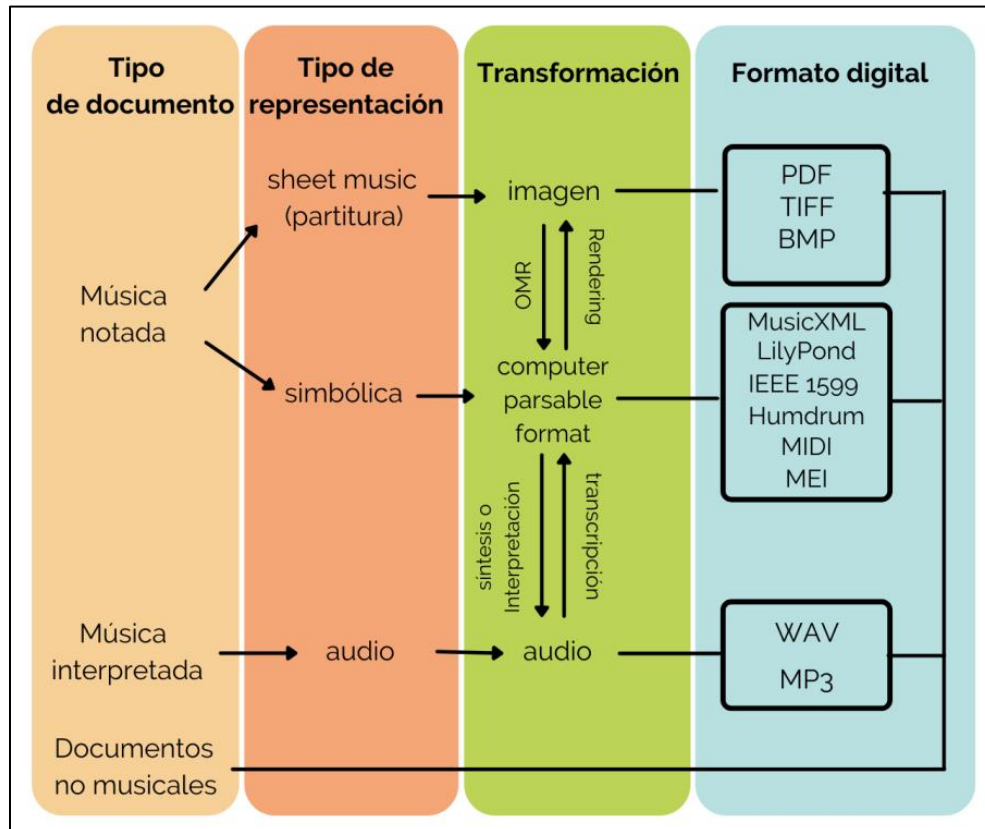 Tipo
de documento
Tipo de
representación
Transformación
Formato digital
sheet music
(partitura)
imagen
PDF
TIFF
BMP
OMR
Rendering
Música
notada
simbólica
computer
parsable
format
MusicXML
LilyPond
IEEE 1599
Humdrum
MIDI
MEI
síntesis o
Interpretación
transcripción
Música
interpretada
audio
audio
WAV
MP3
Documentos
no musicales